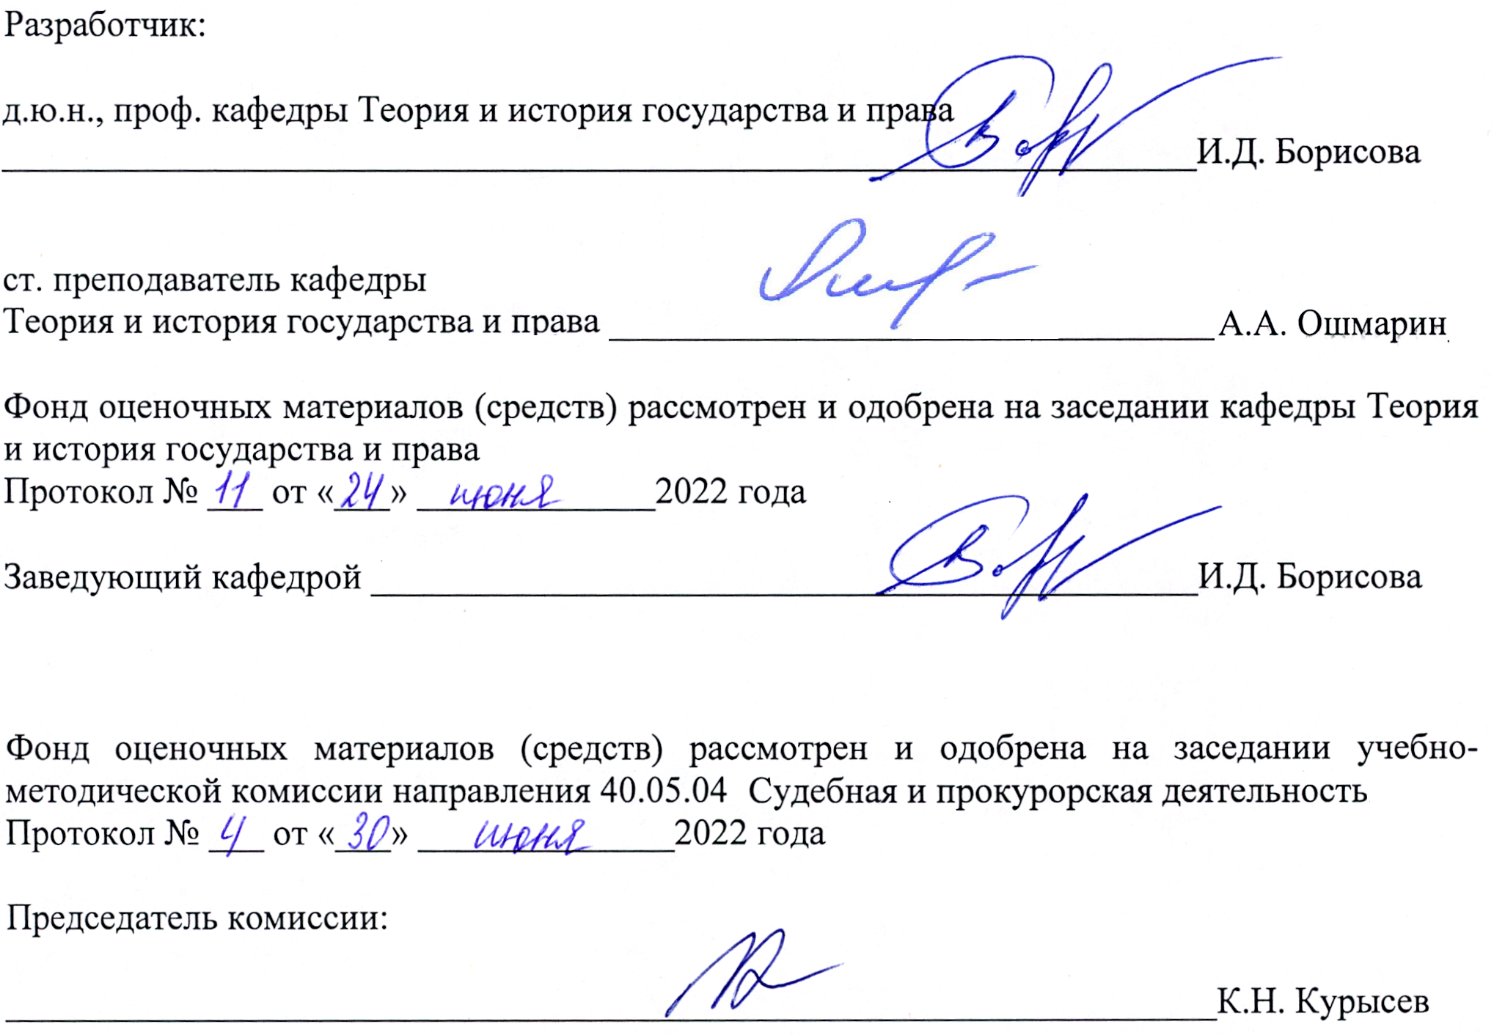 Разработчик:
д.ю.н., проф. кафедры Теория и история государства и права
И.Д. Борисова
ст. преподаватель кафедры
Теория и история государства и права А.А. Ошмарин
Фонд оценочных материалов (средств) рассмотрен и одобрена на заседании кафедры Теория
и история государства и права
Протокол № 11 от «24» июня 2022 года
Заведующий кафедрой И.Д. Борисова
Фонд оценочных материалов (средств) рассмотрен и одобрена на заседании учебно-
методической комиссии направления 40.05.04 Судебная и прокурорская деятельность
Протокол № 4 от «30» июня 2022 года
Председатель комиссии:
К.Н. Курысев